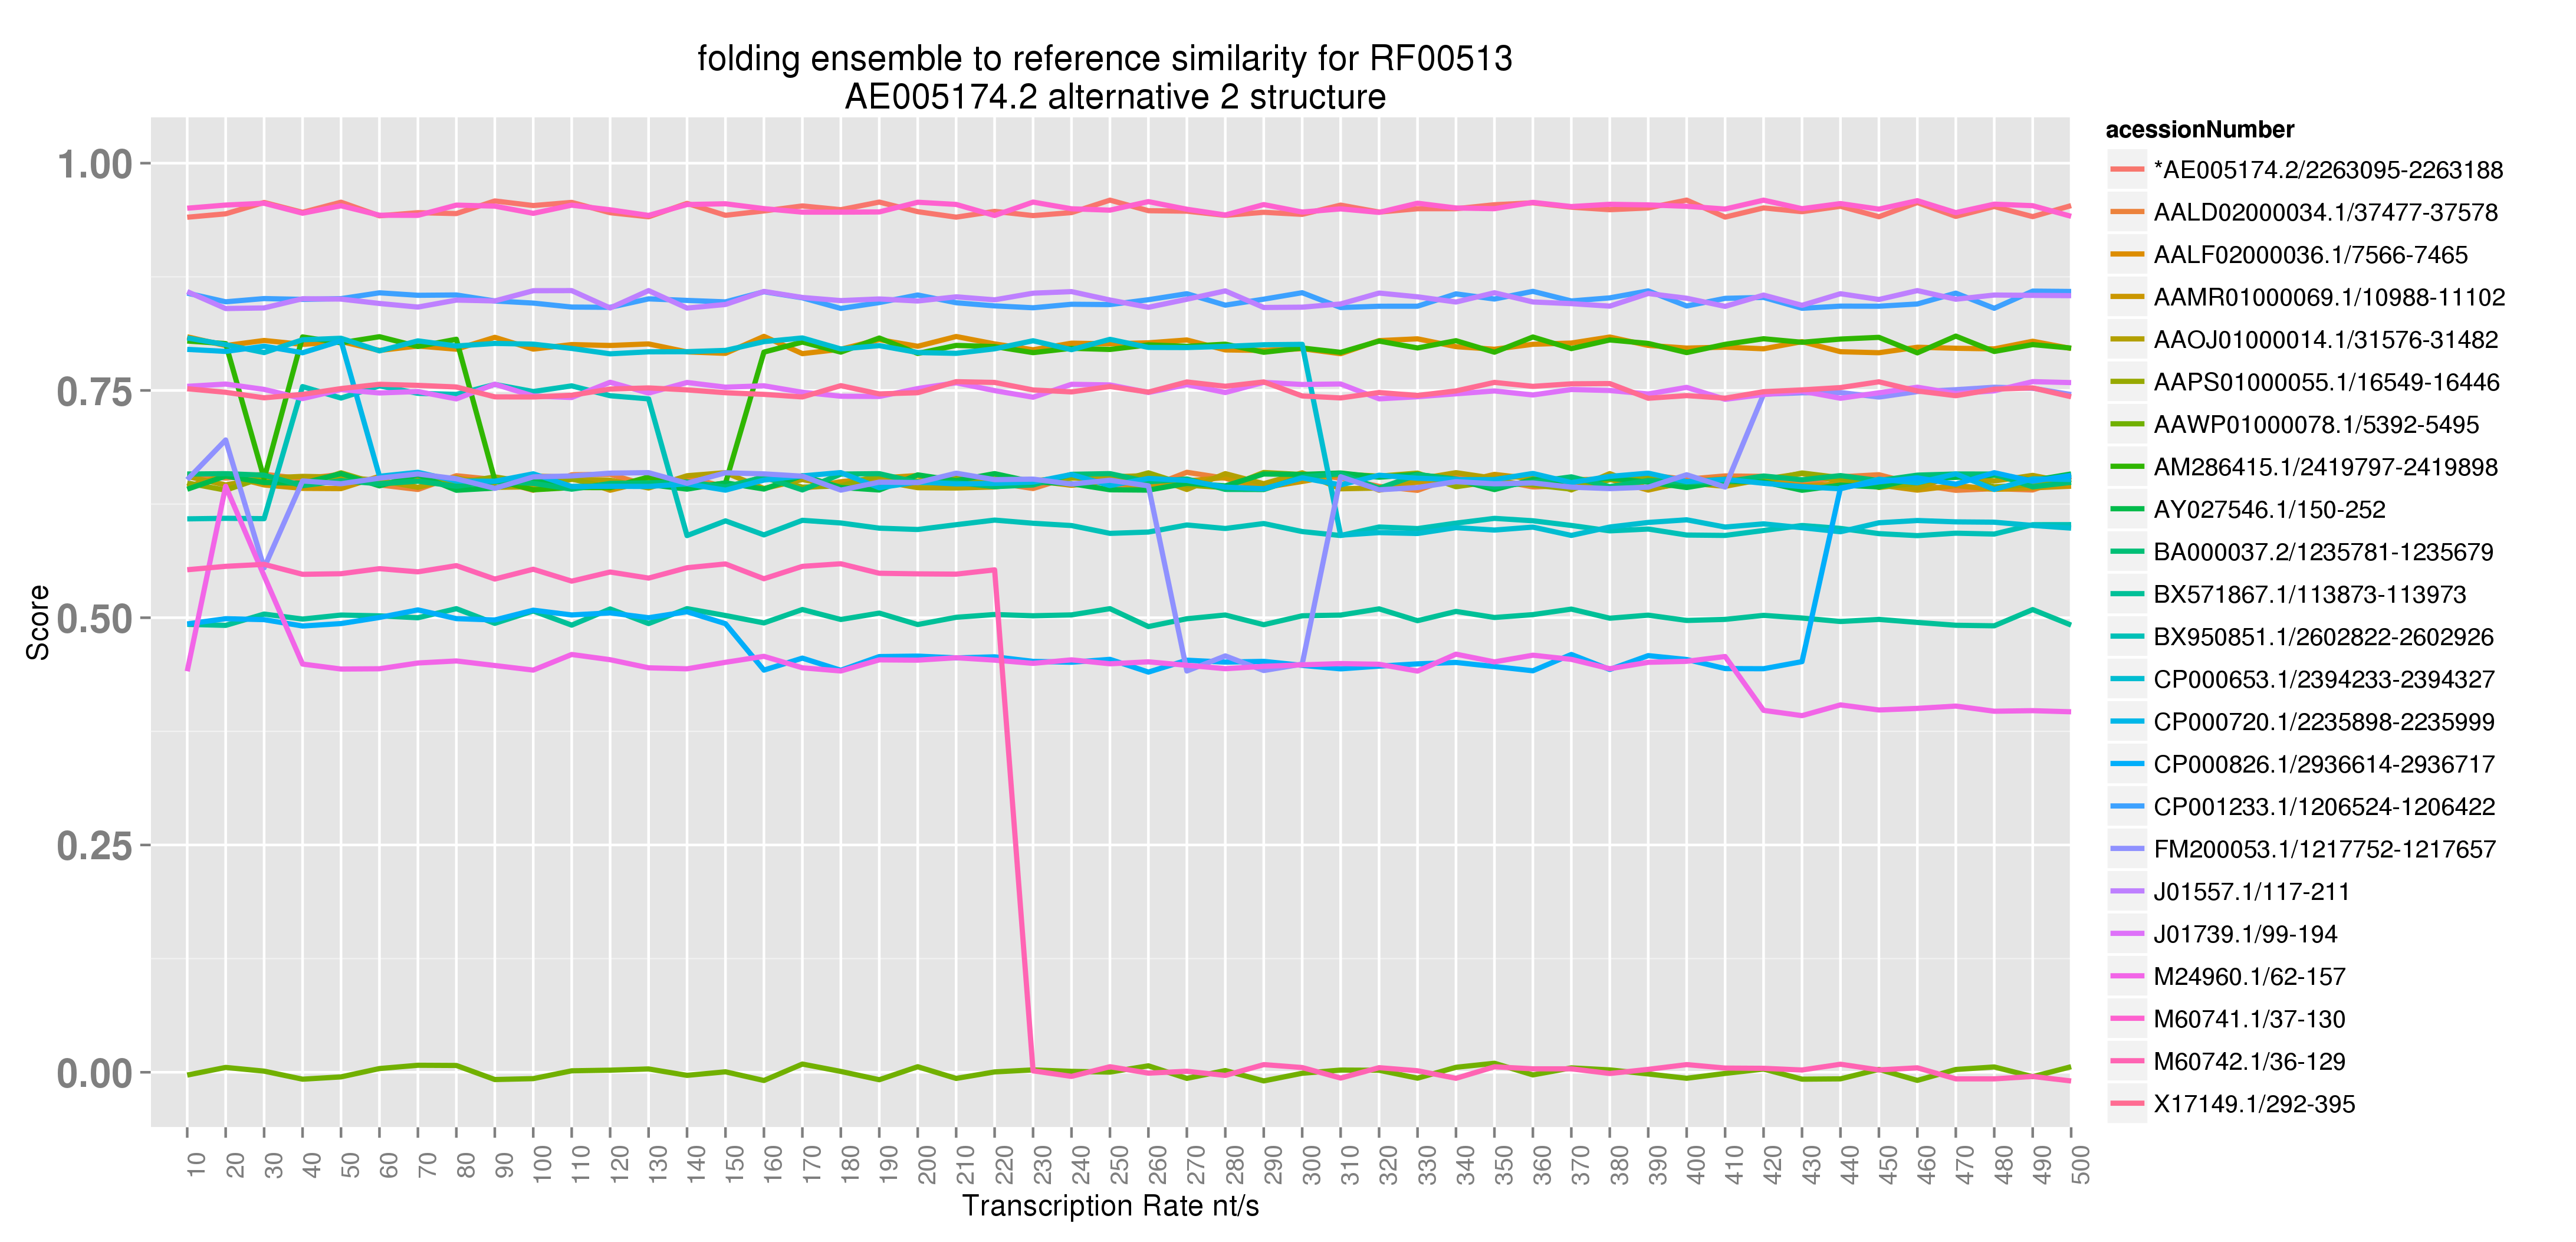 folding ensemble to reference similarity for RF00513
AE005174.2 alternative 2 structure
Score
1.00
0.75
0.50
0.25
0.00
10
20
30
40
50
60
70
80
90
100
110
120
130
140
150
160
170
180
190
200
210
220
230
240
250
260
270
280
290
300
310
320
330
340
350
360
370
380
390
400
410
420
430
440
450
460
470
480
490
500
Transcription Rate nt/s
acessionNumber
*AE005174.2/2263095-2263188
AALD02000034.1/37477-37578
AALF02000036.1/7566-7465
AAMR01000069.1/10988-11102
AAOJ01000014.1/31576-31482
AAPS01000055.1/16549-16446
AAWP01000078.1/5392-5495
AM286415.1/2419797-2419898
AY027546.1/150-252
BA000037.2/1235781-1235679
BX571867.1/113873-113973
BX950851.1/2602822-2602926
CP000653.1/2394233-2394327
CP000720.1/2235898-2235999
CP000826.1/2936614-2936717
CP001233.1/1206524-1206422
FM200053.1/1217752-1217657
J01557.1/117-211
J01739.1/99-194
M24960.1/62-157
M60741.1/37-130
M60742.1/36-129
X17149.1/292-395